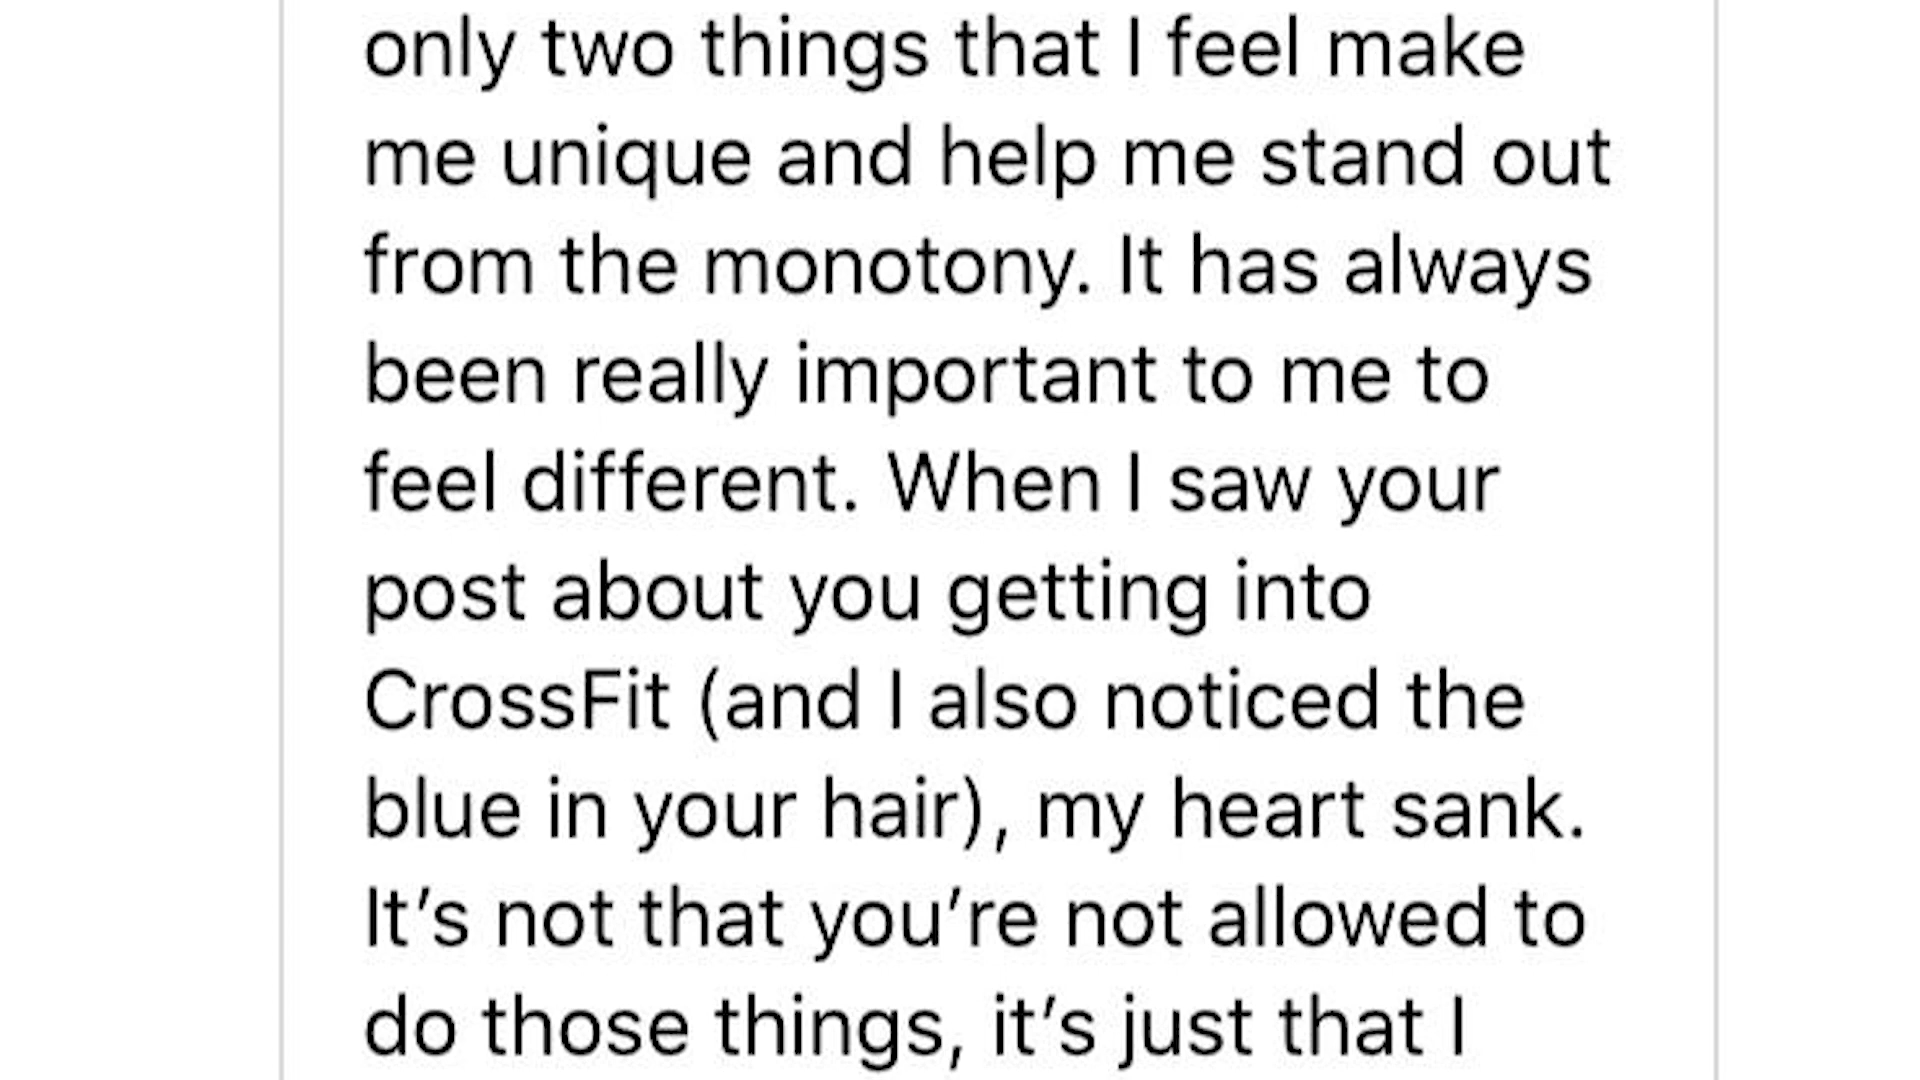 only two things that I feel make
me unique and help me stand out
from the monotony. It has always
been really important to me to
feel different. When I saw your
post about you getting into
CrossFit (and I also noticed the
blue in your hair), my heart sank.
It’s not that you’re not allowed to
do those things, it’s just that I